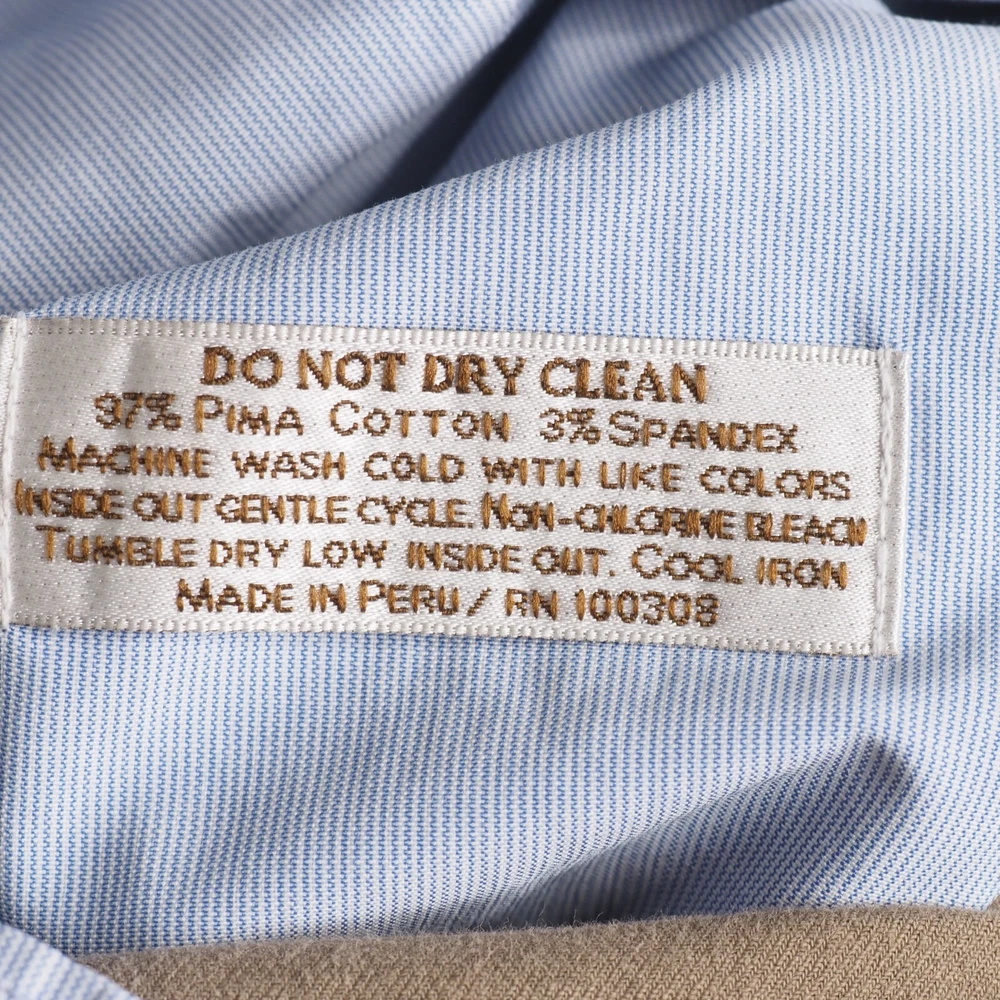 DO NOT DRY CLEAN
97% PIMA COTTON 3% SPANDEX
MACHINE WASH COLD WITH LIKE COLORS
INSIDE OUT GENTLE CYCLE. NON-CHLORINE BLEACH
TUMBLE DRY LOW INSIDE OUT. COOL IRON
MADE IN PERU / RN 100308